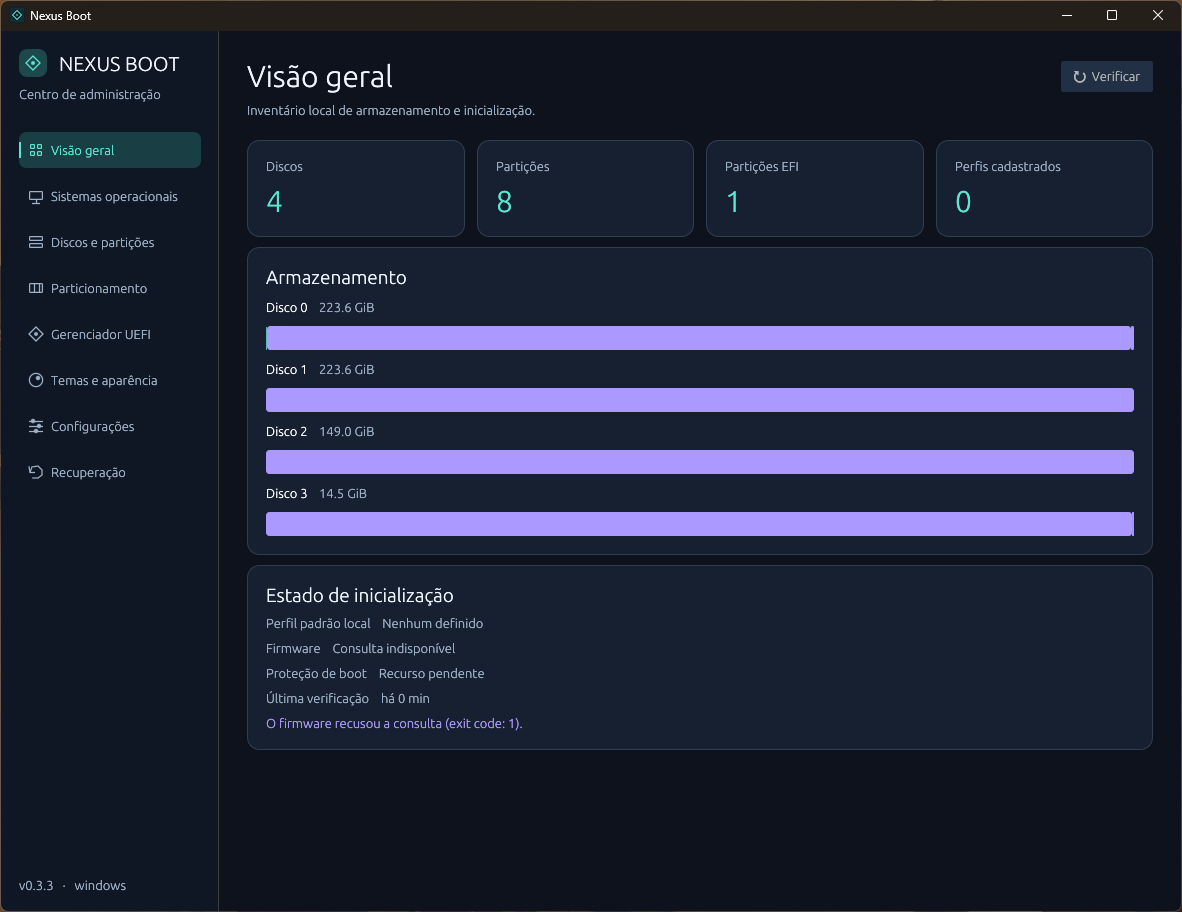 Nexus Boot
NEXUS BOOT
Centro de administração
Visão geral
Sistemas operacionais
Discos e partições
Particionamento
Gerenciador UEFI
Temas e aparência
Configurações
Recuperação
v0.3.3 · windows
Visão geral
Verificar
Inventário local de armazenamento e inicialização.
Discos
4
Partições
8
Partições EFI
1
Perfis cadastrados
0
Armazenamento
Disco 0 223.6 GiB
Disco 1 223.6 GiB
Disco 2 149.0 GiB
Disco 3 14.5 GiB
Estado de inicialização
Perfil padrão local Nenhum definido
Firmware Consulta indisponível
Proteção de boot Recurso pendente
Última verificação há 0 min
O firmware recusou a consulta (exit code: 1).